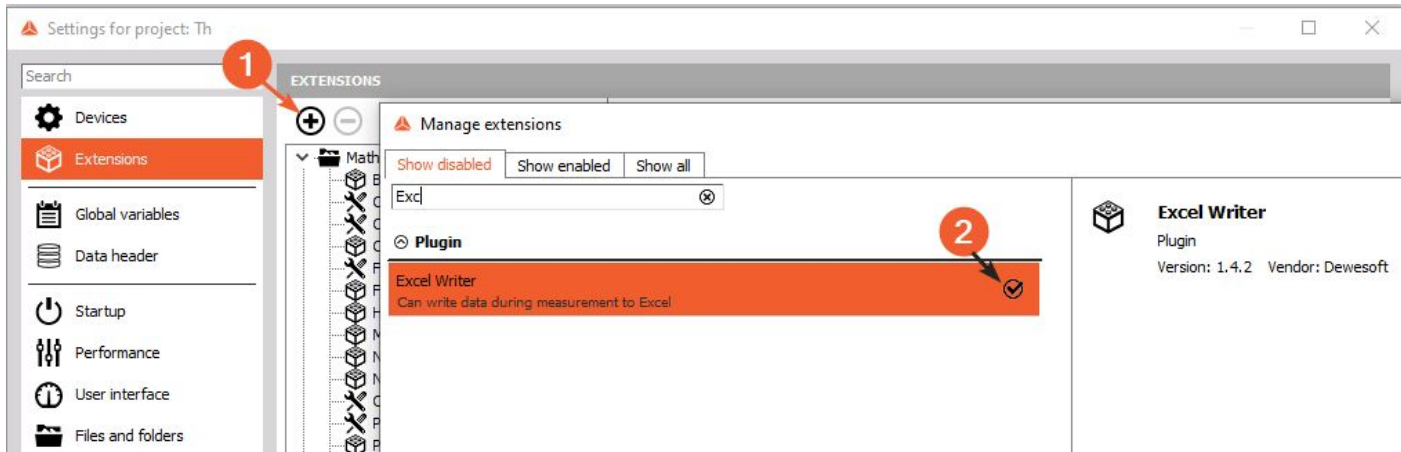 Settings for project: Th
Search
1
EXTENSIONS
Devices
Extensions
Global variables
Data header
Startup
Performance
User interface
Files and folders
Math
B
C
C
C
F
F
H
M
N
N
C
P
P
Manage extensions
Show disabled
Show enabled
Show all
Exc
Plugin
2
Excel Writer
Can write data during measurement to Excel
Excel Writer
Plugin
Version: 1.4.2 Vendor: Dewesoft